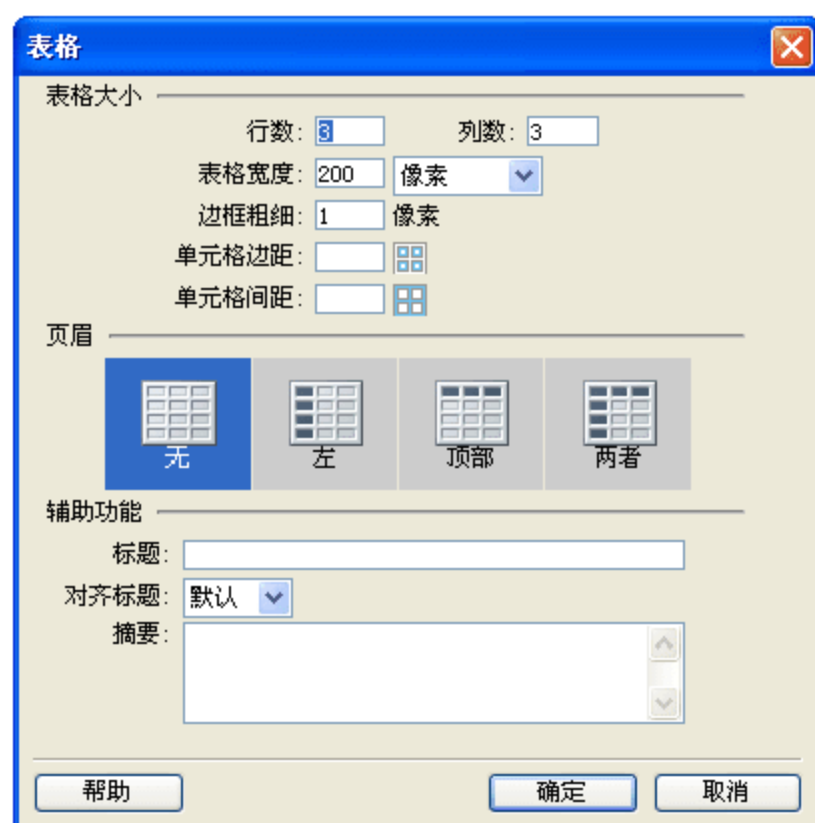 表格
表格大小
行数: 3 列数: 3
表格宽度: 200 像素
边框粗细: 1 像素
单元格边距:
单元格间距:
页眉
无 左 顶部 两者
辅助功能
标题:
对齐标题: 默认
摘要:
帮助 确定 取消